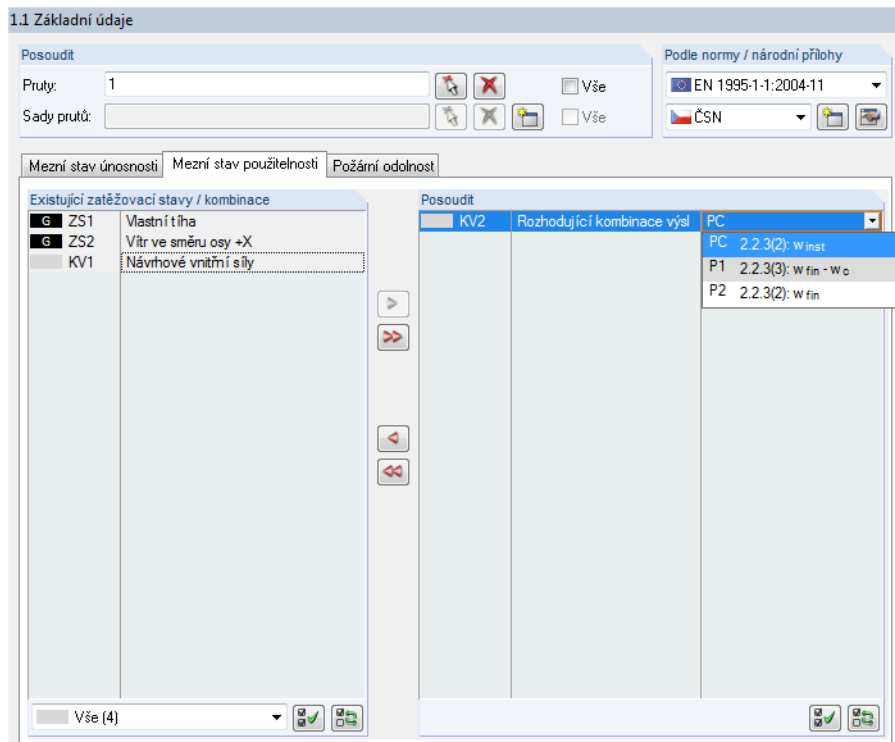 1.1 Základní údaje
Posoudit
Podle normy / národní přílohy
Pruty: 1 Vše EN 1995-1-1:2004-11
Sady prutů: Vše ČSN
Mezní stav únosnosti Mezní stav použitelnosti Požární odolnost
Existující zatěžovací stavy / kombinace
Posoudit
G ZS1 Vlastní tíha
G ZS2 Vítr ve směru osy +X
KV1 Návrhové vnitřní síly
KV2 Rozhodující kombinace výsl PC
PC 2.2.3(2): w inst
P1 2.2.3(3): w fin - w c
P2 2.2.3(2): w fin
Vše (4)